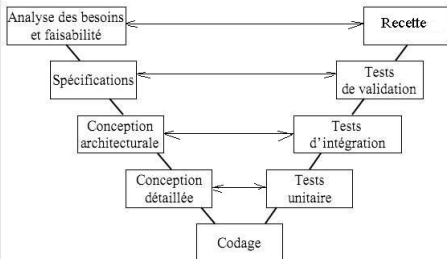 Analyse des besoins
et faisabilité
Recette
Spécifications
Tests
de validation
Conception
architecturale
Tests
d'intégration
Conception
détaillée
Tests
unitaire
Codage